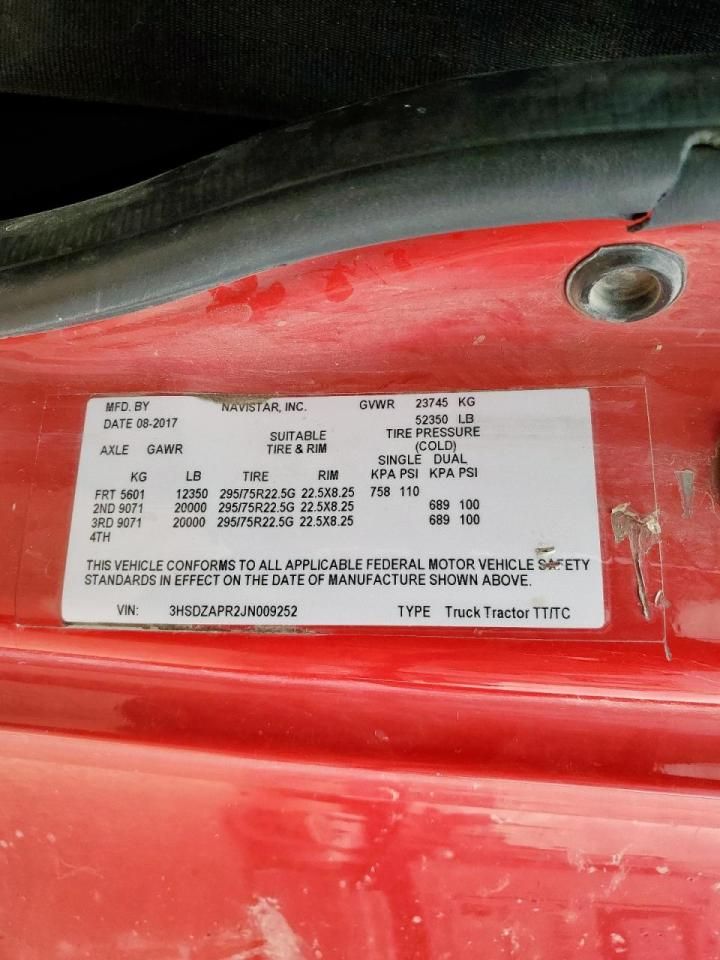 MFD. BY NAVISTAR, INC. GVWR 23745 KG
DATE 08-2017 52350 LB
AXLE GAWR SUITABLE TIRE & RIM TIRE PRESSURE (COLD)
SINGLE DUAL
KG LB TIRE RIM KPA PSI KPA PSI
FRT 5601 12350 295/75R22.5G 22.5X8.25 758 110
2ND 9071 20000 295/75R22.5G 22.5X8.25 689 100
3RD 9071 20000 295/75R22.5G 22.5X8.25 689 100
4TH
THIS VEHICLE CONFORMS TO ALL APPLICABLE FEDERAL MOTOR VEHICLE SAFETY
STANDARDS IN EFFECT ON THE DATE OF MANUFACTURE SHOWN ABOVE.
VIN: 3HSDZAPR2JN009252 TYPE Truck Tractor TT/TC